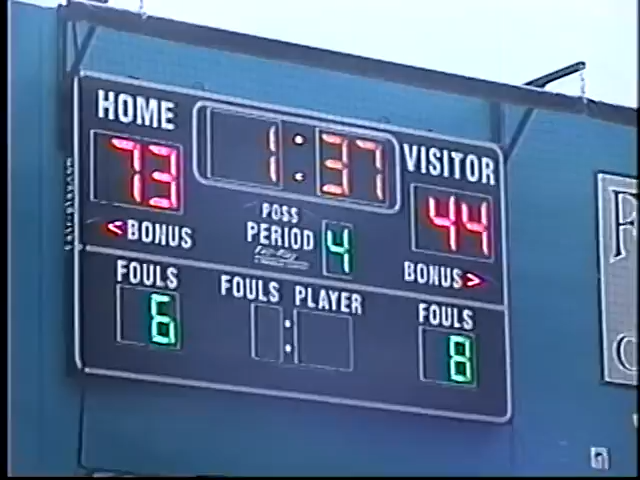 HOME
VISITOR
73
1:37
44
<BONUS
POSS
PERIOD 4
BONUS>
FOULS
FOULS PLAYER
FOULS
6
:
8